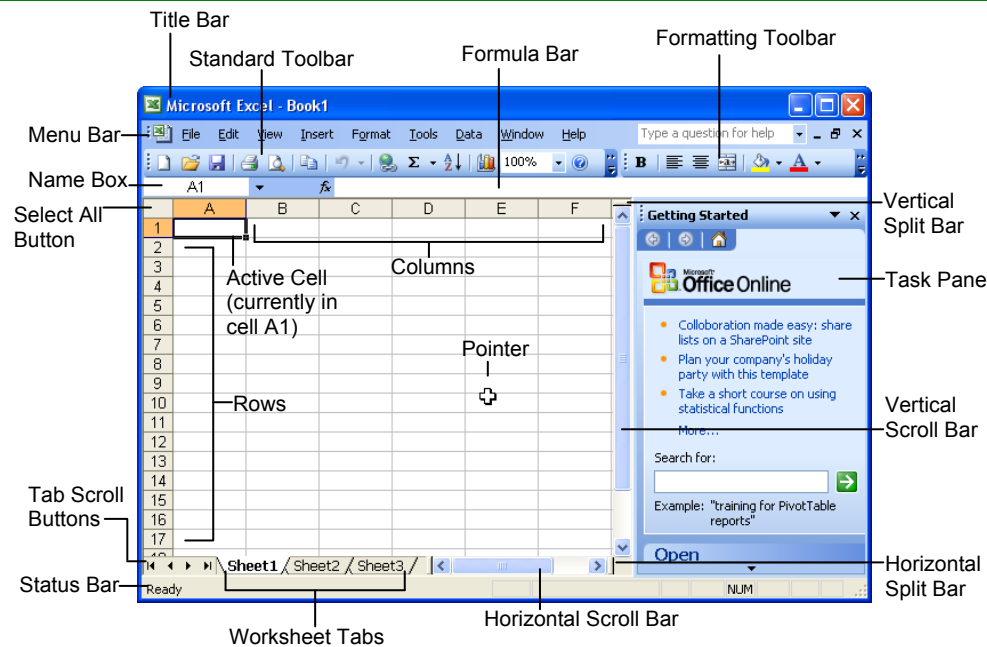 Title Bar
Standard Toolbar
Formula Bar
Formatting Toolbar
Microsoft Excel - Book1
Menu Bar
File Edit View Insert Format Tools Data Window Help
Type a question for help
Σ
100%
B
A
Name Box
A1
fx
Select All
Button
A B C D E F
Vertical
Split Bar
Getting Started
1
2
3
4
5
6
7
8
9
10
11
12
13
14
15
16
17
18
Active Cell
(currently in
cell A1)
Columns
Pointer
Rows
Microsoft
Office Online
Task Pane
Colloboration made easy: share
lists on a SharePoint site
Plan your company's holiday
party with this template
Take a short course on using
statistical functions
More...
Vertical
Scroll Bar
Search for:
Example: "training for PivotTable
reports"
Open
Tab Scroll
Buttons
Sheet1 Sheet2 Sheet3
Horizontal
Split Bar
Status Bar
Ready
NUM
Worksheet Tabs
Horizontal Scroll Bar